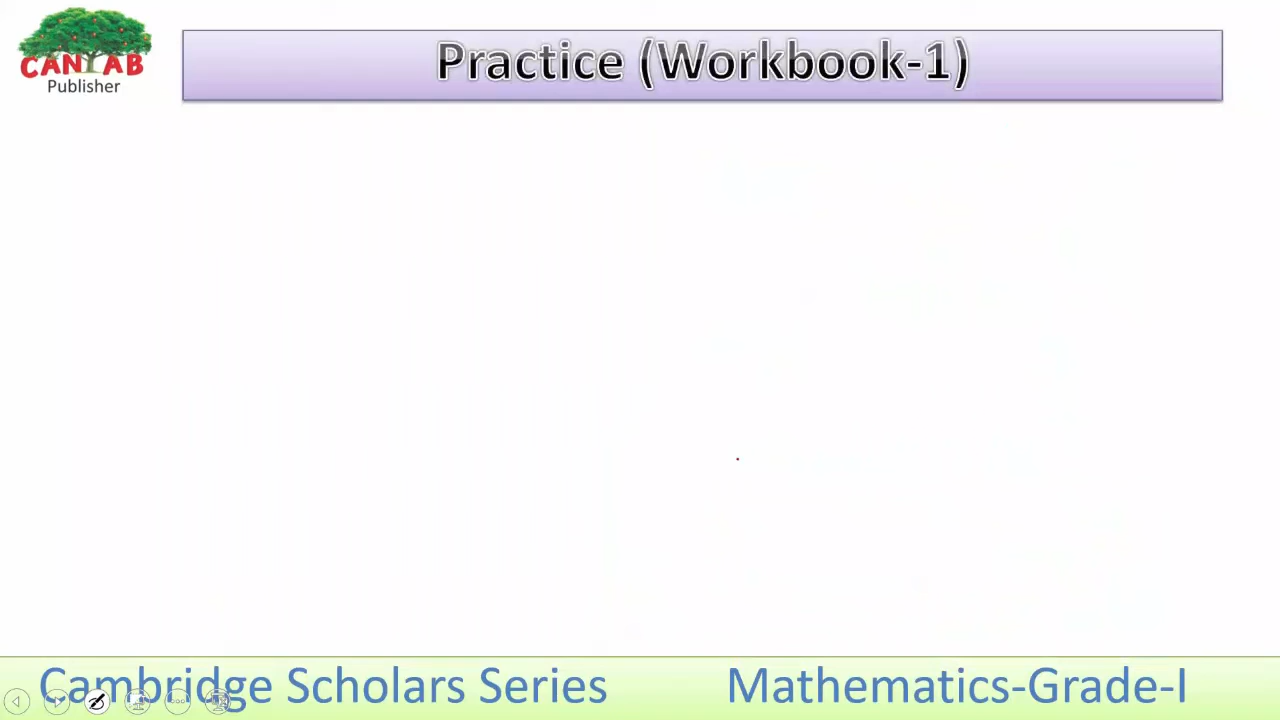 CANTAB
Publisher
Practice (Workbook-1)
Cambridge Scholars Series
Mathematics-Grade-I